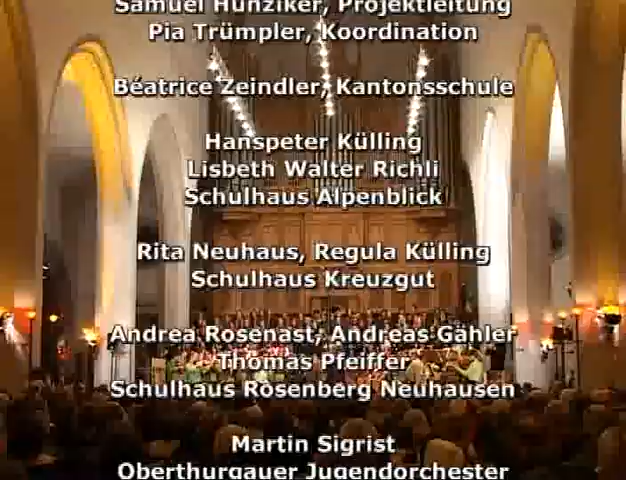 Samuel Hunziker, Projektleitung
Pia Trümpler, Koordination
Béatrice Zeindler, Kantonsschule
Hanspeter Külling
Lisbeth Walter Richli
Schulhaus Alpenblick
Rita Neuhaus, Regula Külling
Schulhaus Kreuzgut
Andrea Rosenast, Andreas Gähler
Thomas Pfeiffer
Schulhaus Rosenberg Neuhausen
Martin Sigrist
Oberthurgauer Jugendorchester